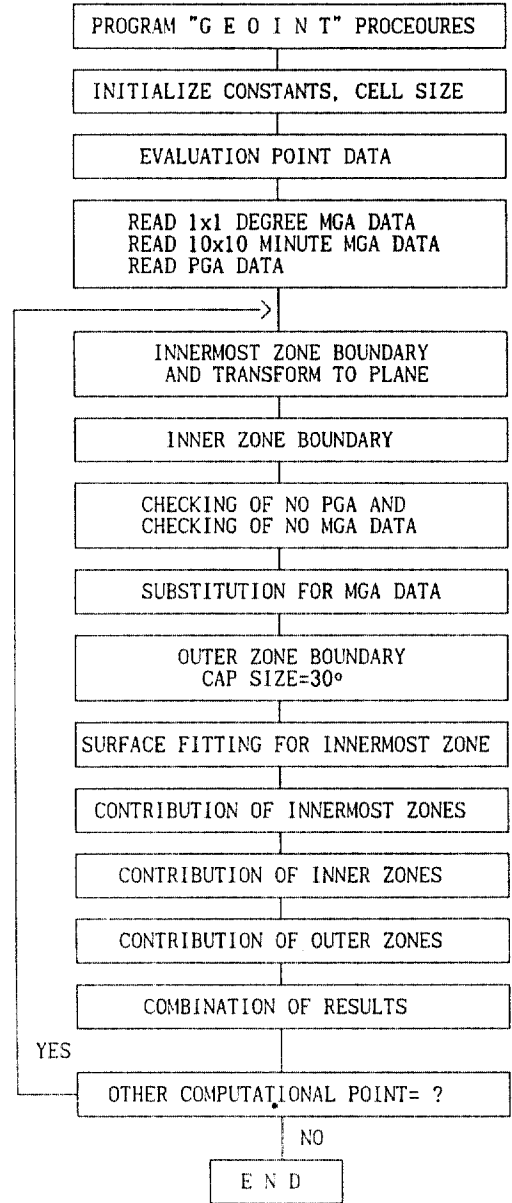 PROGRAM "G E O I N T" PROCEOURES
INITIALIZE CONSTANTS, CELL SIZE
EVALUATION POINT DATA
READ 1x1 DEGREE MGA DATA
READ 10x10 MINUTE MGA DATA
READ PGA DATA
INNERMOST ZONE BOUNDARY
AND TRANSFORM TO PLANE
INNER ZONE BOUNDARY
CHECKING OF NO PGA AND
CHECKING OF NO MGA DATA
SUBSTITUTION FOR MGA DATA
OUTER ZONE BOUNDARY
CAP SIZE=30°
SURFACE FITTING FOR INNERMOST ZONE
CONTRIBUTION OF INNERMOST ZONES
CONTRIBUTION OF INNER ZONES
CONTRIBUTION OF OUTER ZONES
COMBINATION OF RESULTS
YES
OTHER COMPUTATIONAL POINT= ?
NO
E N D